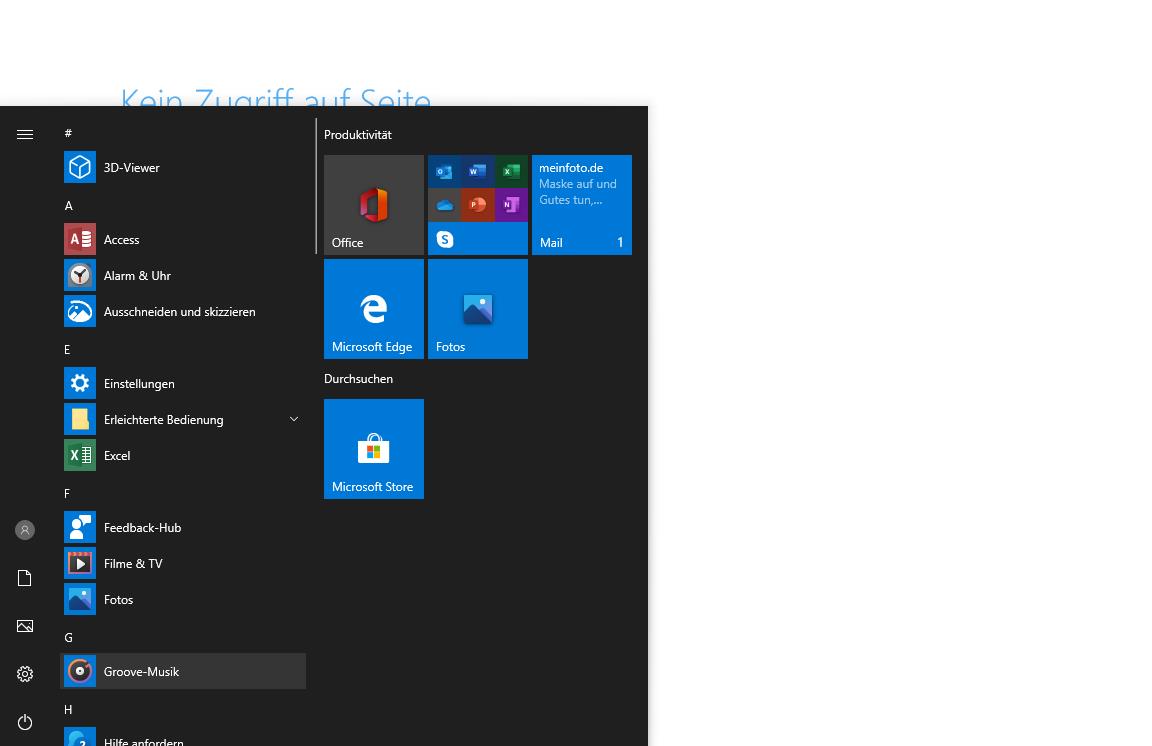 Kein Zugriff auf Seite
#
3D-Viewer
A
Access
Alarm & Uhr
Ausschneiden und skizzieren
E
Einstellungen
Erleichterte Bedienung
Excel
F
Feedback-Hub
Filme & TV
Fotos
G
Groove-Musik
H
Hilfe anfordern
Produktivität
Office
meinfoto.de
Maske auf und
Gutes tun,...
Mail 1
Microsoft Edge
Fotos
Durchsuchen
Microsoft Store